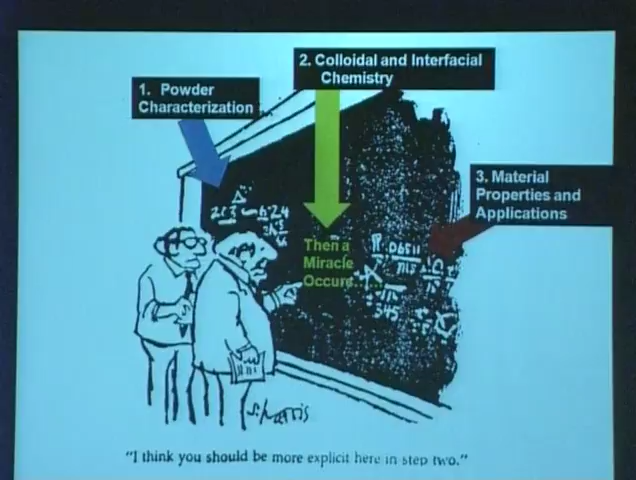 2. Colloidal and Interfacial
Chemistry
1. Powder
Characterization
3. Material
Properties and
Applications
Then a
Miracle
Occurs......
S. Harris
"I think you should be more explicit here in step two."